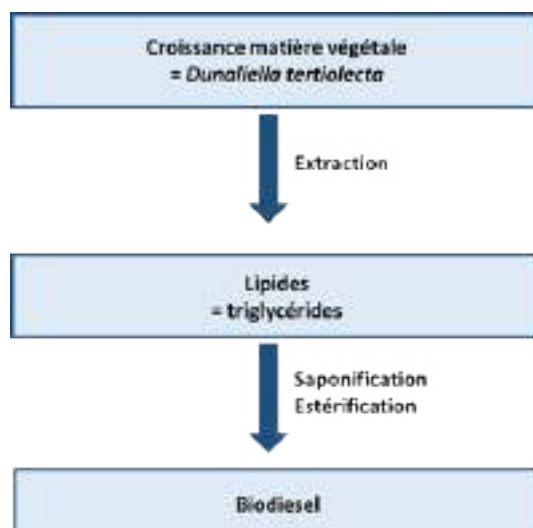 Croissance matière végétale
= Dunaliella tertiolecta
Extraction
Lipides
= triglycérides
Saponification
Estérification
Biodiesel